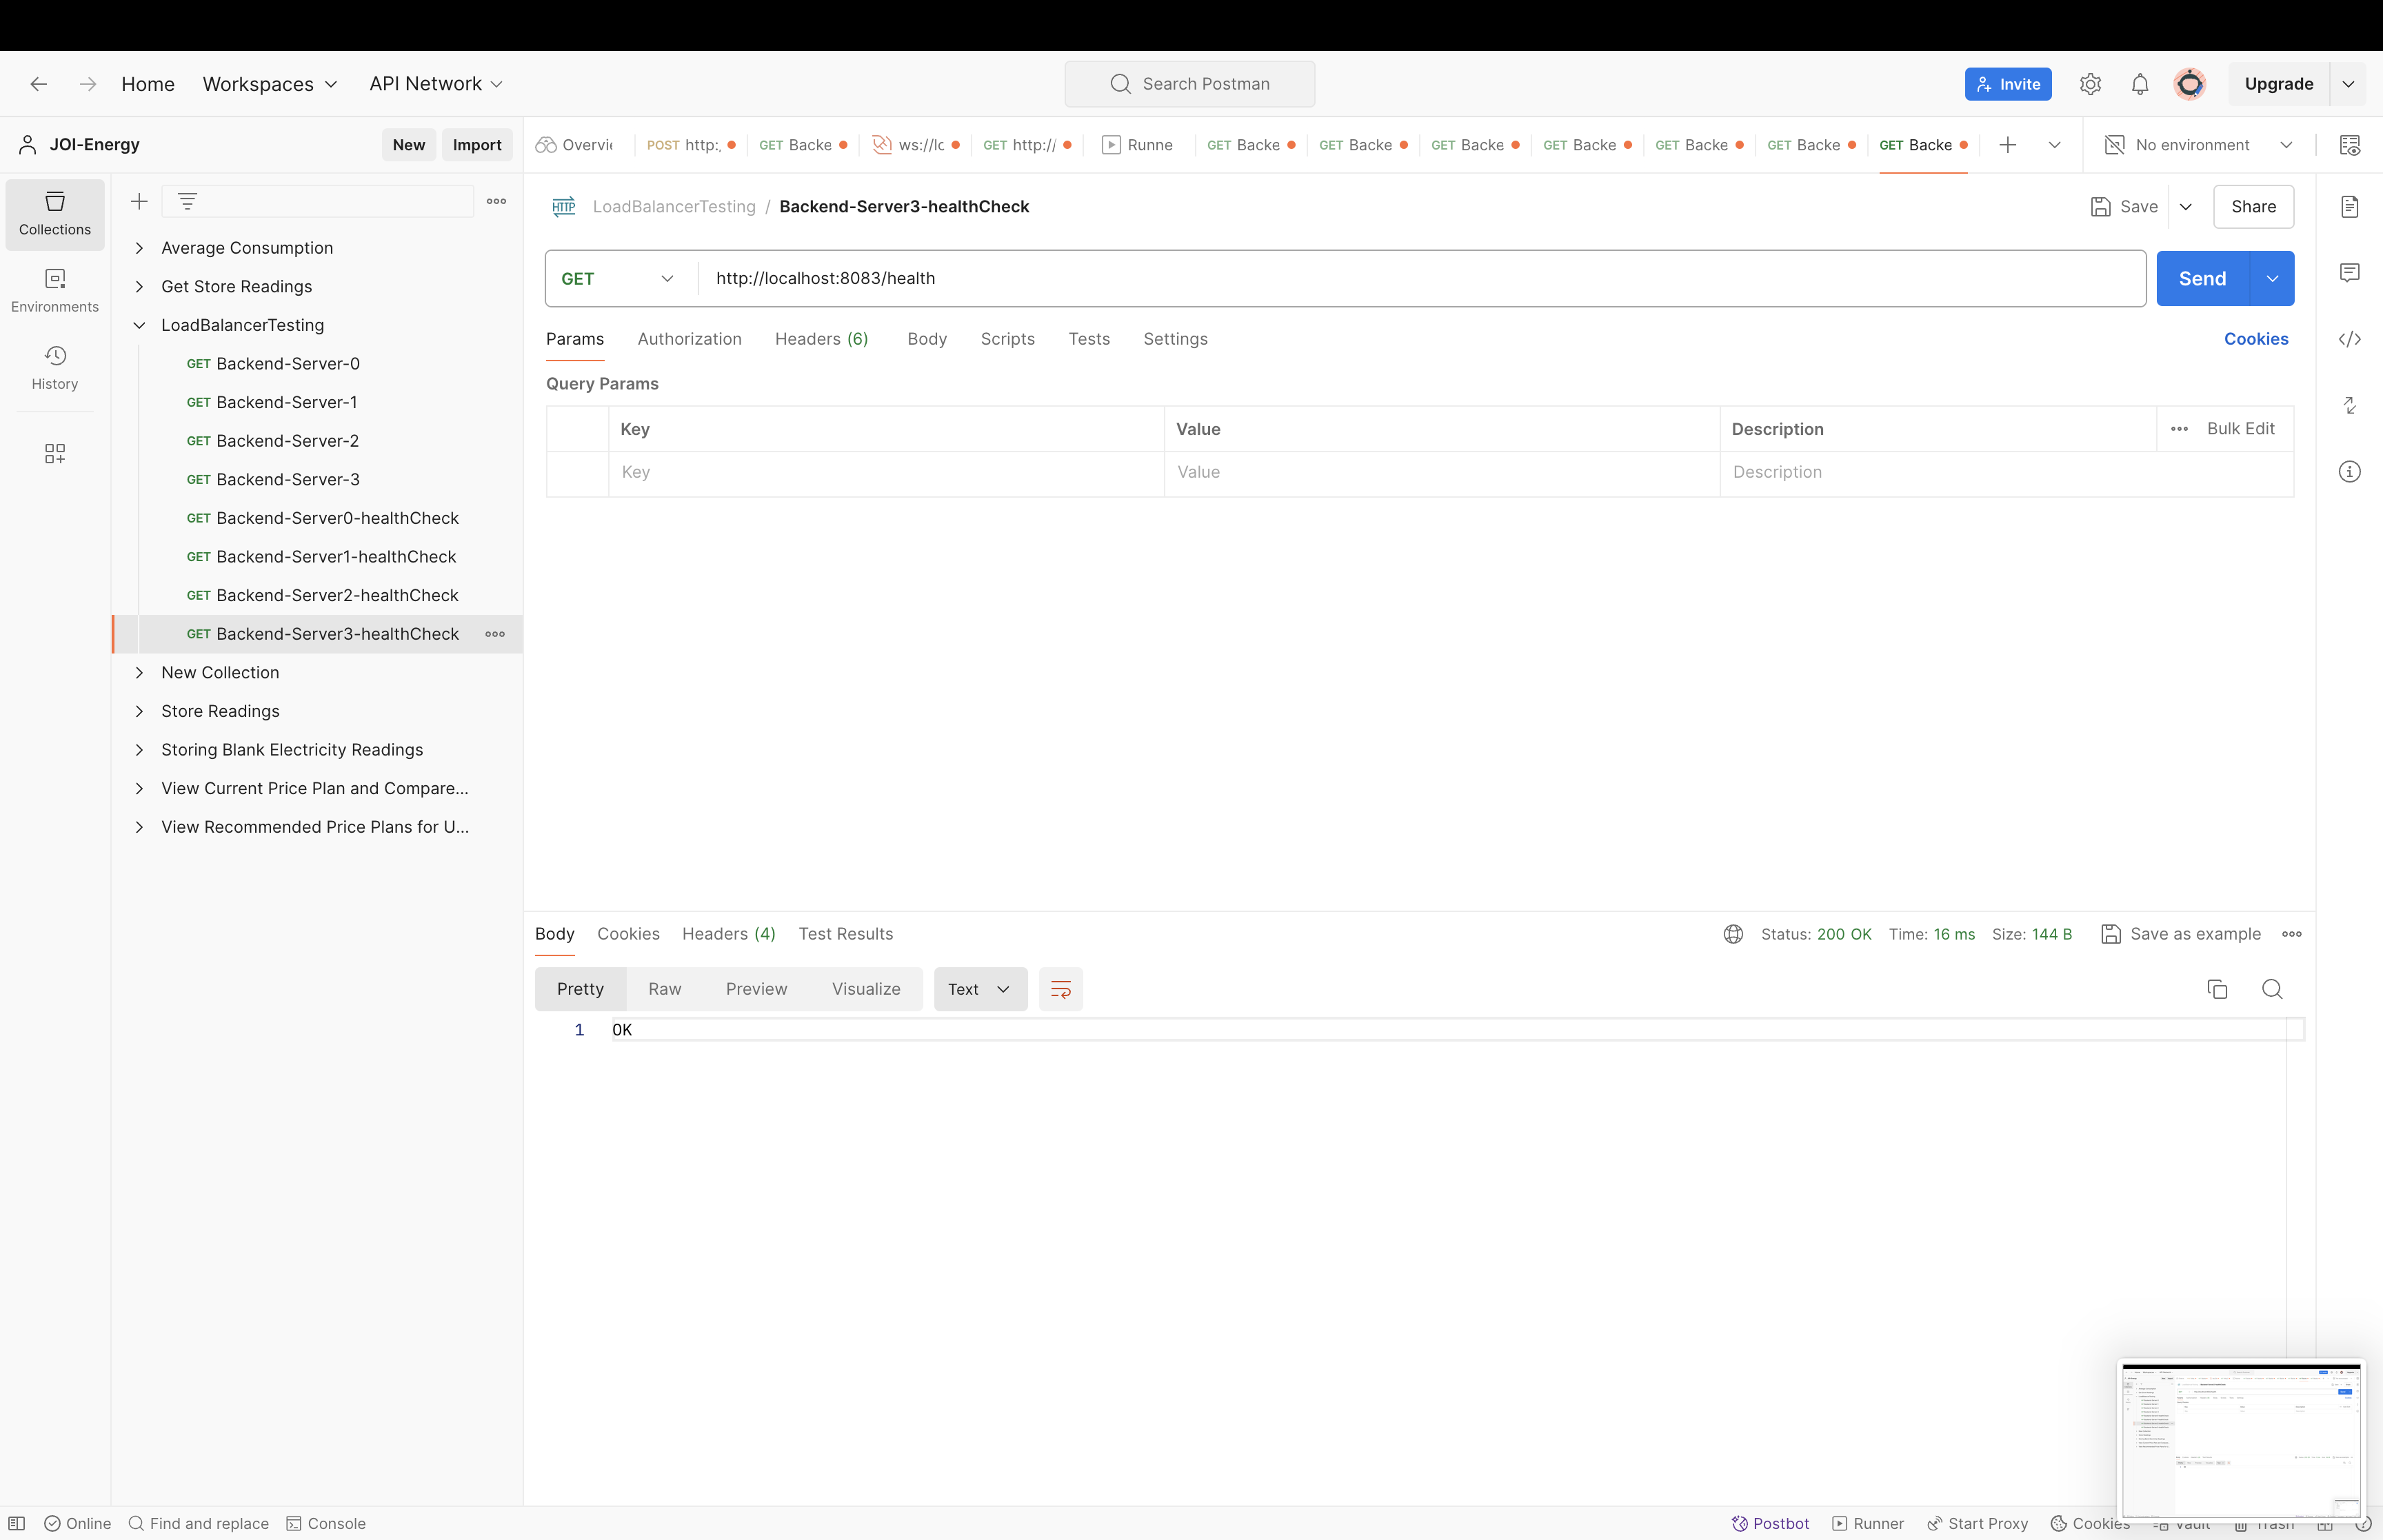 Home Workspaces API Network Search Postman Invite Upgrade
JOI-Energy New Import
Overvie POST http:, GET Backe ws://lc GET http:// Runne GET Backe GET Backe GET Backe GET Backe GET Backe GET Backe GET Backe No environment
Collections
Environments
History
Average Consumption
Get Store Readings
LoadBalancerTesting
GET Backend-Server-0
GET Backend-Server-1
GET Backend-Server-2
GET Backend-Server-3
GET Backend-Server0-healthCheck
GET Backend-Server1-healthCheck
GET Backend-Server2-healthCheck
GET Backend-Server3-healthCheck
New Collection
Store Readings
Storing Blank Electricity Readings
View Current Price Plan and Compare...
View Recommended Price Plans for U...
HTTP LoadBalancerTesting / Backend-Server3-healthCheck Save Share
GET http://localhost:8083/health Send
Params Authorization Headers (6) Body Scripts Tests Settings Cookies
Query Params
Key Value Description Bulk Edit
Key Value Description
Body Cookies Headers (4) Test Results Status: 200 OK Time: 16 ms Size: 144 B Save as example
Pretty Raw Preview Visualize Text
1 OK
Online Find and replace Console Postbot Runner Start Proxy Cookies Vault Trash